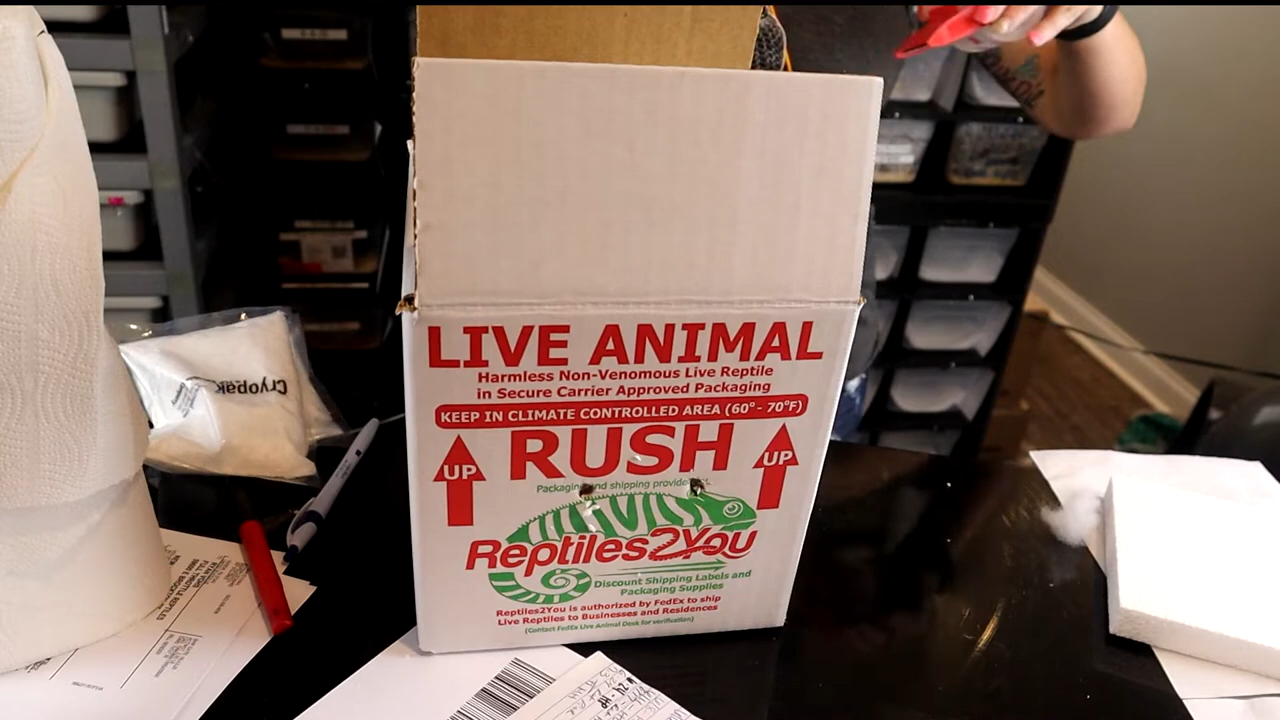 LIVE ANIMAL
Harmless Non-Venomous Live Reptile
in Secure Carrier Approved Packaging
KEEP IN CLIMATE CONTROLLED AREA (60° - 70°F)
RUSH
UP
UP
Packaging and shipping provide
Reptiles2You
Discount Shipping Labels and
Packaging Supplies
Reptiles2You is authorized by FedEx to ship
Live Reptiles to Businesses and Residences
(Contact FedEx Live Animal Desk for verification)
Cryopak